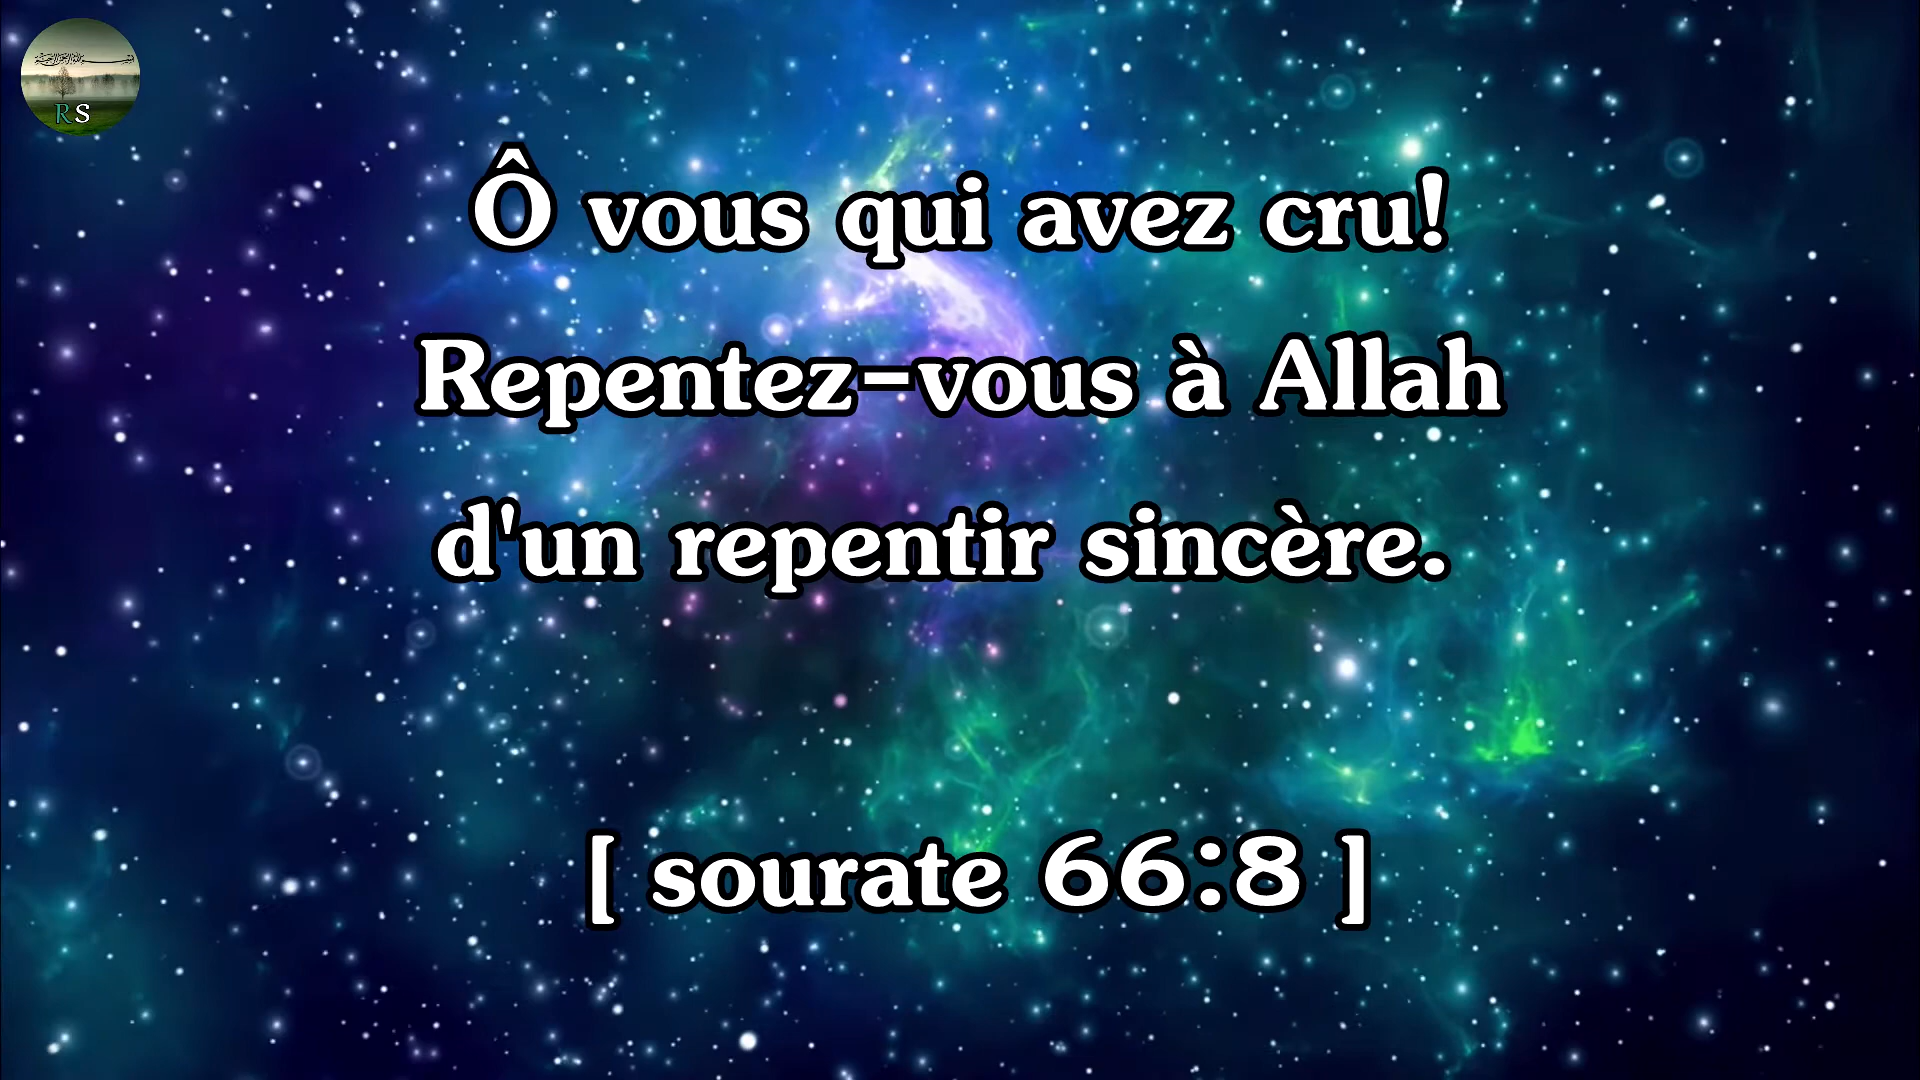 RS
Ô vous qui avez cru!
Repentez-vous à Allah
d'un repentir sincère.
[ sourate 66:8 ]